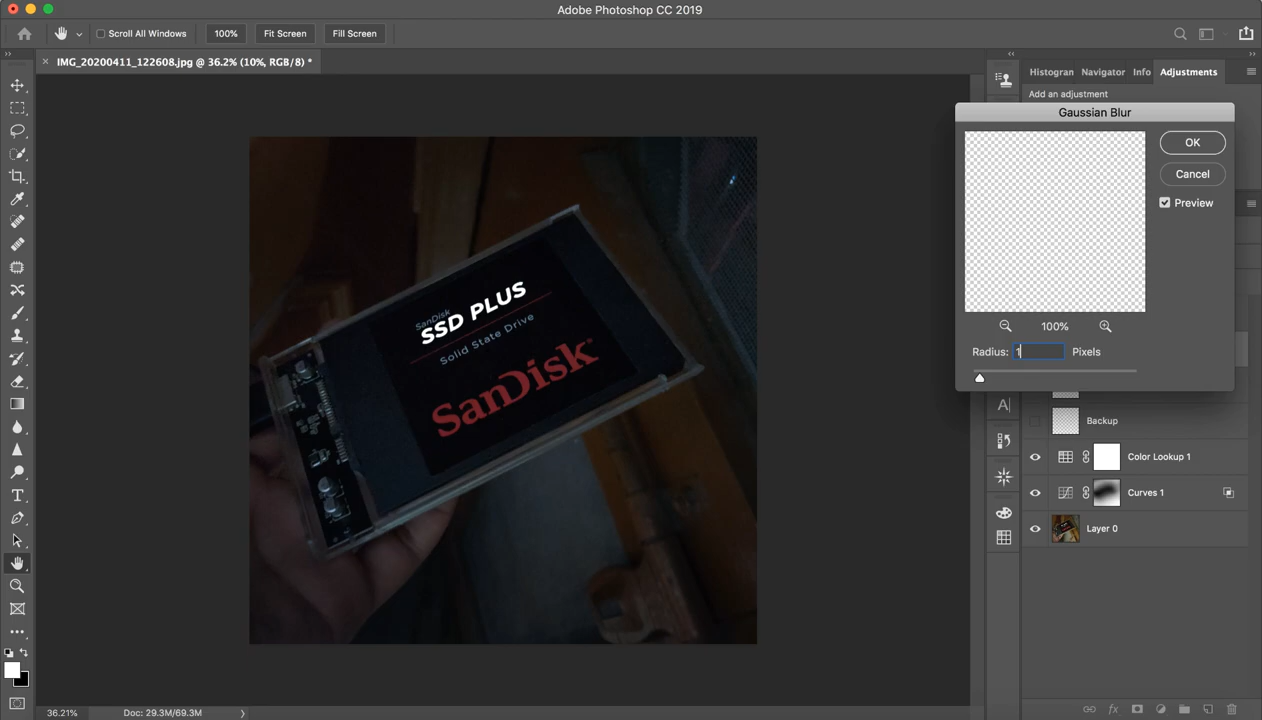 Adobe Photoshop CC 2019
Scroll All Windows
100%
Fit Screen
Fill Screen
IMG_20200411_122608.jpg @ 36.2% (10%, RGB/8) *
Histogran
Navigator
Info
Adjustments
Add an adjustment
Gaussian Blur
OK
Cancel
Preview
100%
Radius: 1 Pixels
SanDisk
SSD PLUS
Solid State Drive
SanDisk®
Backup
Color Lookup 1
Curves 1
Layer 0
36.21%
Doc: 29.3M/69.3M